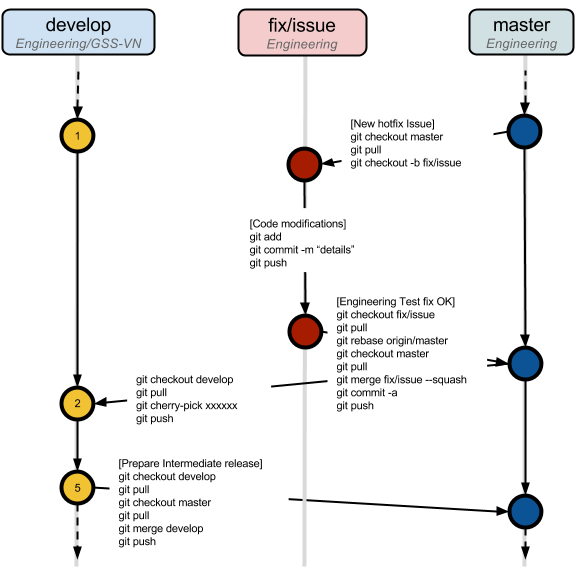 develop
Engineering/GSS-VN
fix/issue
Engineering
master
Engineering
1
[New hotfix Issue]
git checkout master
git pull
git checkout -b fix/issue
[Code modifications]
git add
git commit -m “details”
git push
[Engineering Test fix OK]
git checkout fix/issue
git pull
git rebase origin/master
git checkout master
git pull
git merge fix/issue --squash
git commit -a
git push
2
git checkout develop
git pull
git cherry-pick xxxxxx
git push
5
[Prepare Intermediate release]
git checkout develop
git pull
git checkout master
git pull
git merge develop
git push